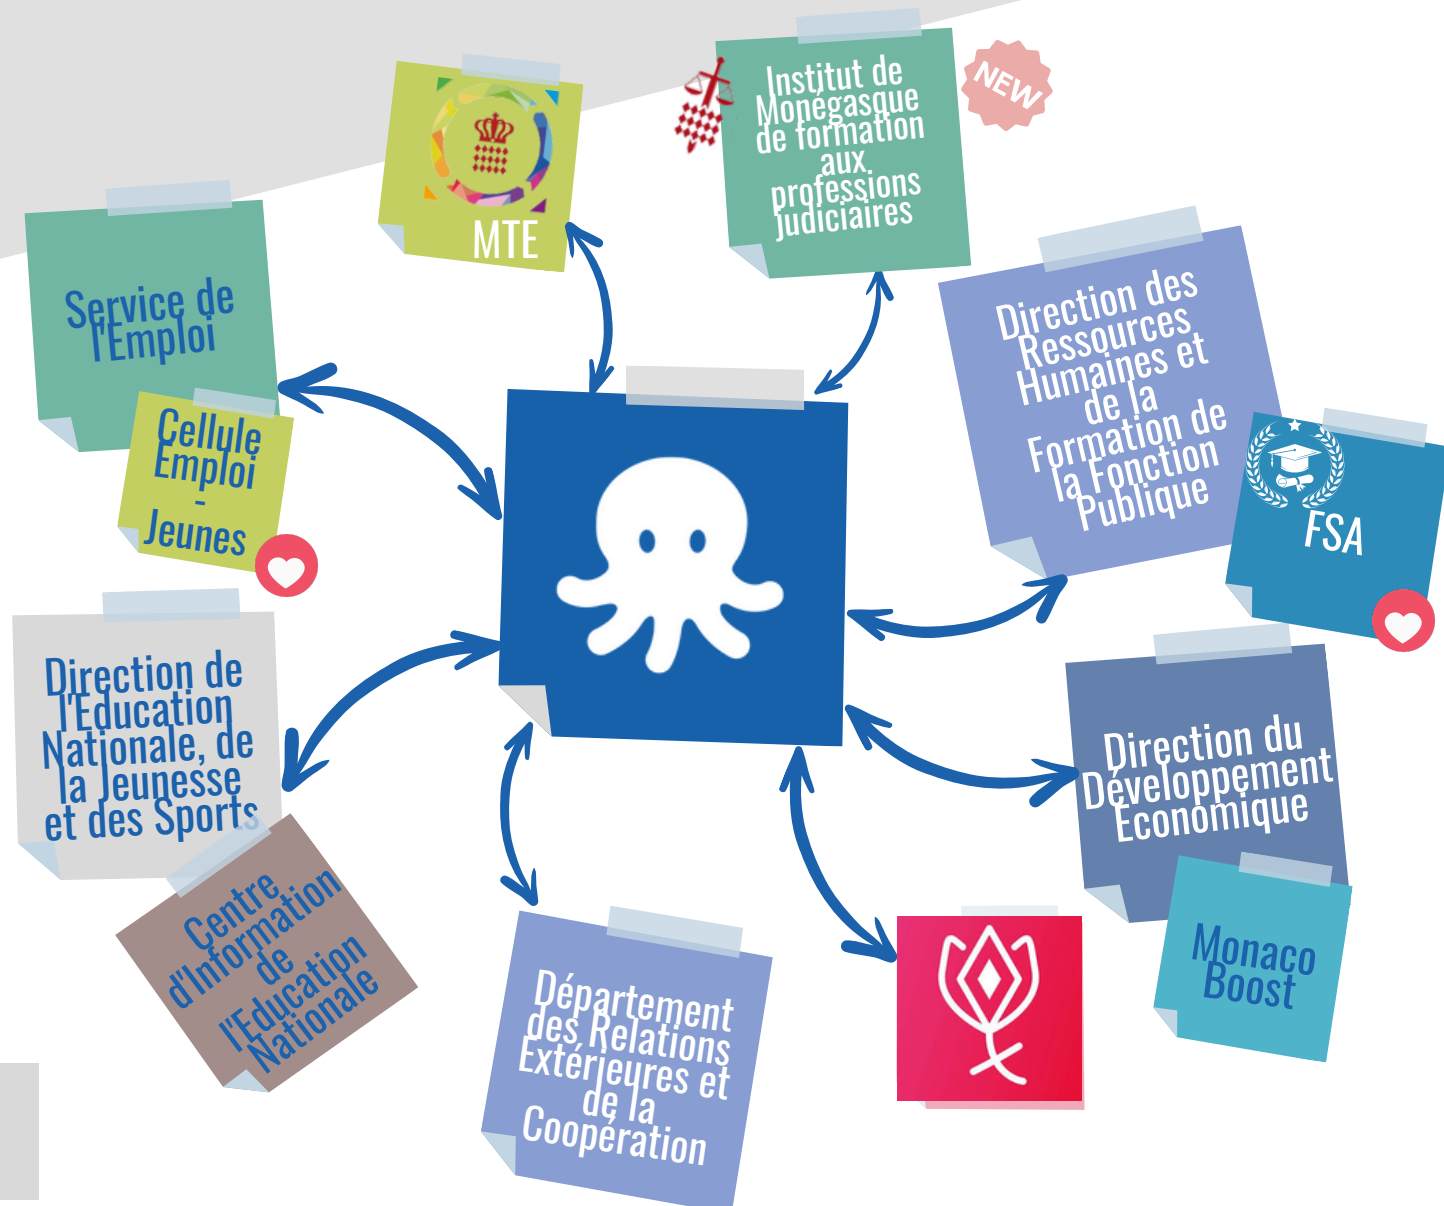 MTE
Institut de
Monégasque
de formation
aux
professions
judiciaires
NEW
Service de
l'Emploi
Cellule
Emploi
-
Jeunes
Direction des
Ressources
Humaines et
de la
Formation de
la Fonction
Publique
FSA
Direction de
l'Education
Nationale, de
la Jeunesse
et des Sports
Centre
d'Information
de
l'Education
Nationale
Direction du
Développement
Economique
Monaco
Boost
Département
des Relations
Extérieures et
de la
Coopération